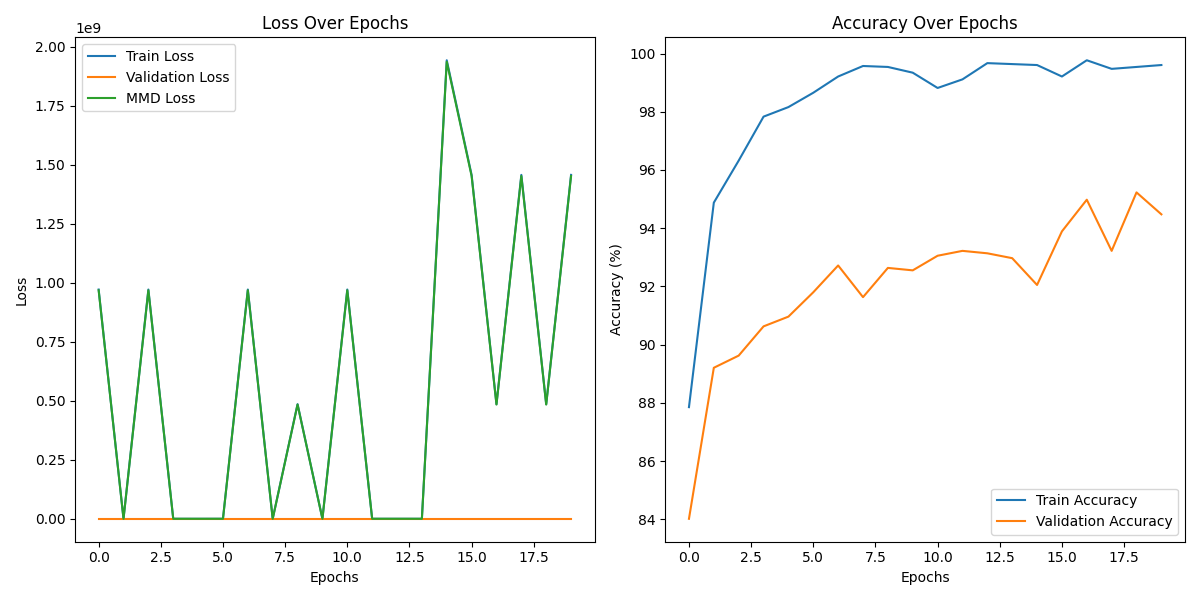 Loss Over Epochs
1e9
Train Loss
Validation Loss
MMD Loss
2.00
1.75
1.50
1.25
1.00
0.75
0.50
0.25
0.00
Loss
0.0 2.5 5.0 7.5 10.0 12.5 15.0 17.5
Epochs
Accuracy Over Epochs
100
98
96
94
92
90
88
86
84
Accuracy (%)
Train Accuracy
Validation Accuracy
0.0 2.5 5.0 7.5 10.0 12.5 15.0 17.5
Epochs